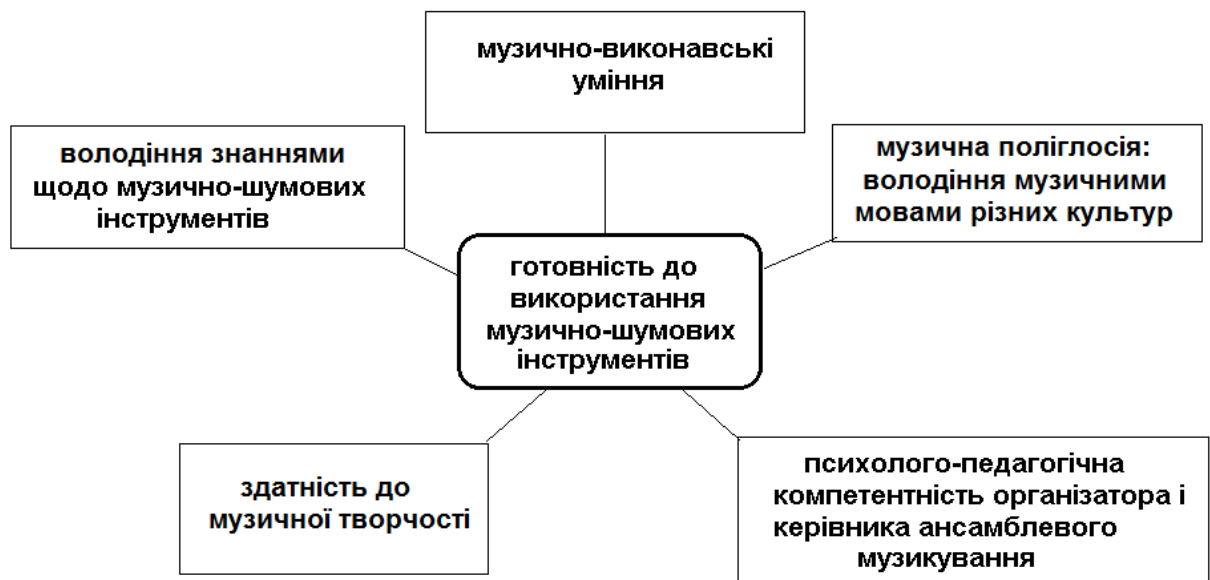 музично-виконавські
уміння
володіння знаннями
щодо музично-шумових
інструментів
музична поліглосія:
володіння музичними
мовами різних культур
готовність до
використання
музично-шумових
інструментів
здатність до
музичної творчості
психолого-педагогічна
компетентність організатора і
керівника ансамблевого
музикування